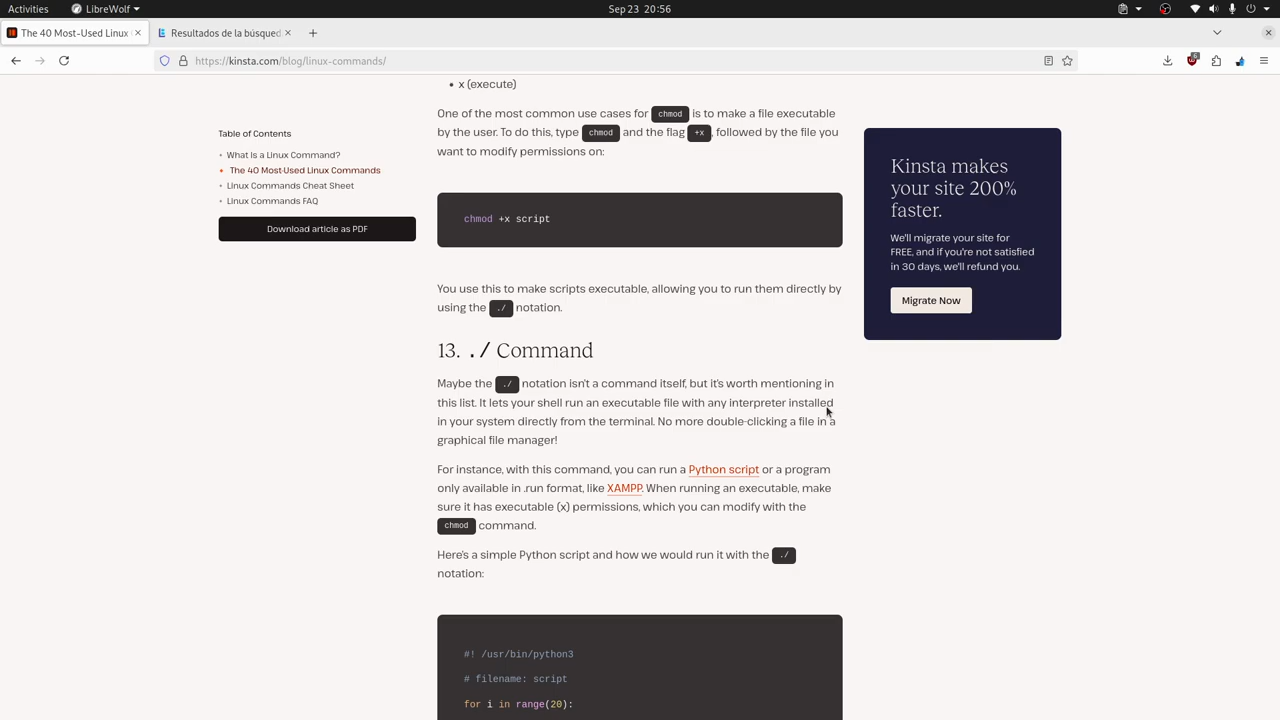 Activities
LibreWolf
Sep 23 20:56
The 40 Most-Used Linux
Resultados de la búsqued
https://kinsta.com/blog/linux-commands/
6
Table of Contents
• What Is a Linux Command?
• The 40 Most-Used Linux Commands
• Linux Commands Cheat Sheet
• Linux Commands FAQ
Download article as PDF
• x (execute)
One of the most common use cases for chmod is to make a file executable
by the user. To do this, type chmod and the flag +x, followed by the file you
want to modify permissions on:
chmod +x script
You use this to make scripts executable, allowing you to run them directly by
using the ./ notation.
13. ./ Command
Maybe the ./ notation isn't a command itself, but it's worth mentioning in
this list. It lets your shell run an executable file with any interpreter installed
in your system directly from the terminal. No more double-clicking a file in a
graphical file manager!
For instance, with this command, you can run a Python script or a program
only available in .run format, like XAMPP. When running an executable, make
sure it has executable (x) permissions, which you can modify with the
chmod command.
Here's a simple Python script and how we would run it with the ./
notation:
#! /usr/bin/python3
# filename: script
for i in range(20):
Kinsta makes
your site 200%
faster.
We'll migrate your site for
FREE, and if you're not satisfied
in 30 days, we'll refund you.
Migrate Now